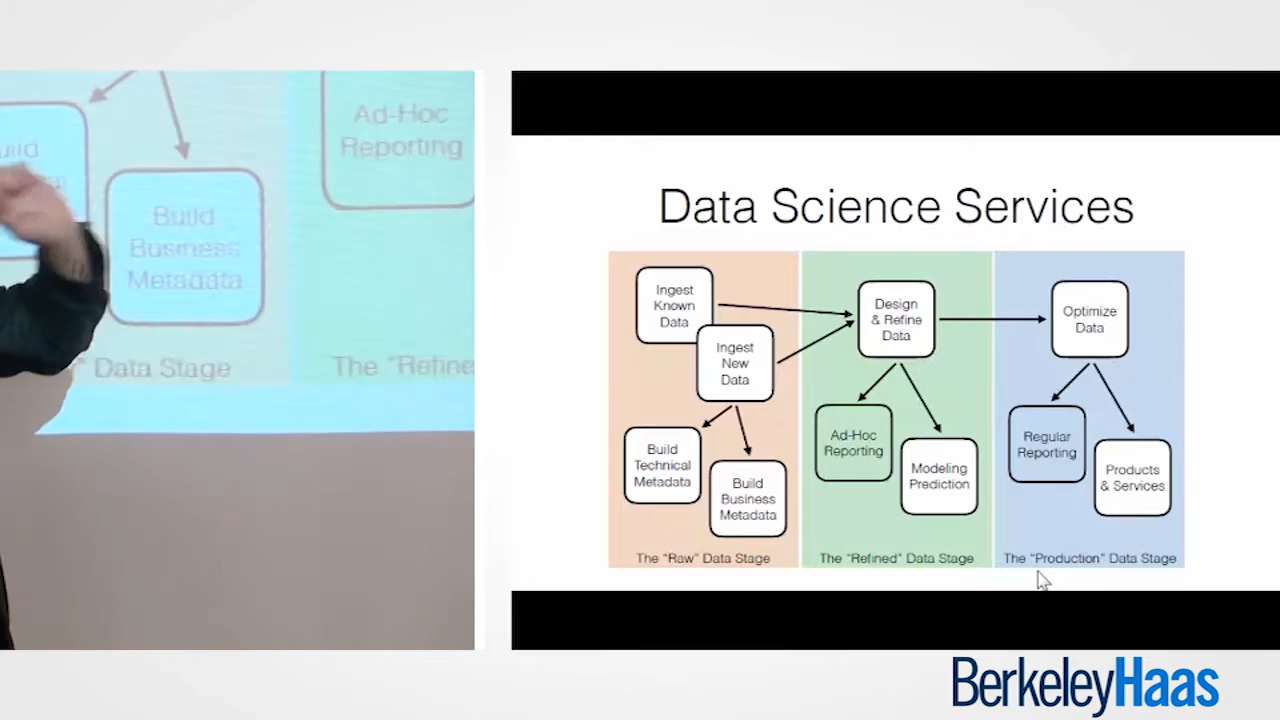 uild
Build
Business
Metadata
" Data Stage
Ad-Hoc
Reporting
The "Refine
Data Science Services
Ingest
Known
Data
Ingest
New
Data
Build
Technical
Metadata
Build
Business
Metadata
The "Raw" Data Stage
Design
& Refine
Data
Ad-Hoc
Reporting
Modeling
Prediction
The "Refined" Data Stage
Optimize
Data
Regular
Reporting
Products
& Services
The "Production" Data Stage
BerkeleyHaas